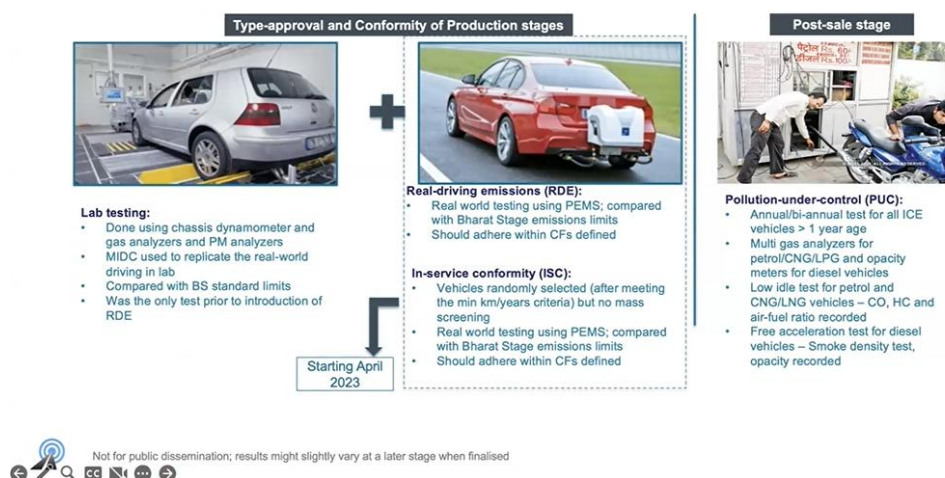 Type-approval and Conformity of Production stages
Post-sale stage
पैट्रोल Rs. 60/-
डीजल Rs. 100/-
Lab testing:
• Done using chassis dynamometer and
gas analyzers and PM analyzers
• MIDC used to replicate the real-world
driving in lab
• Compared with BS standard limits
• Was the only test prior to introduction of
RDE
Real-driving emissions (RDE):
• Real world testing using PEMS; compared
with Bharat Stage emissions limits
• Should adhere within CFs defined
In-service conformity (ISC):
• Vehicles randomly selected (after meeting
the min km/years criteria) but no mass
screening
• Real world testing using PEMS; compared
with Bharat Stage emissions limits
• Should adhere within CFs defined
Starting April
2023
Pollution-under-control (PUC):
• Annual/bi-annual test for all ICE
vehicles > 1 year age
• Multi gas analyzers for
petrol/CNG/LPG and opacity
meters for diesel vehicles
• Low idle test for petrol and
CNG/LNG vehicles – CO, HC and
air-fuel ratio recorded
• Free acceleration test for diesel
vehicles – Smoke density test,
opacity recorded
Not for public dissemination; results might slightly vary at a later stage when finalised
CC